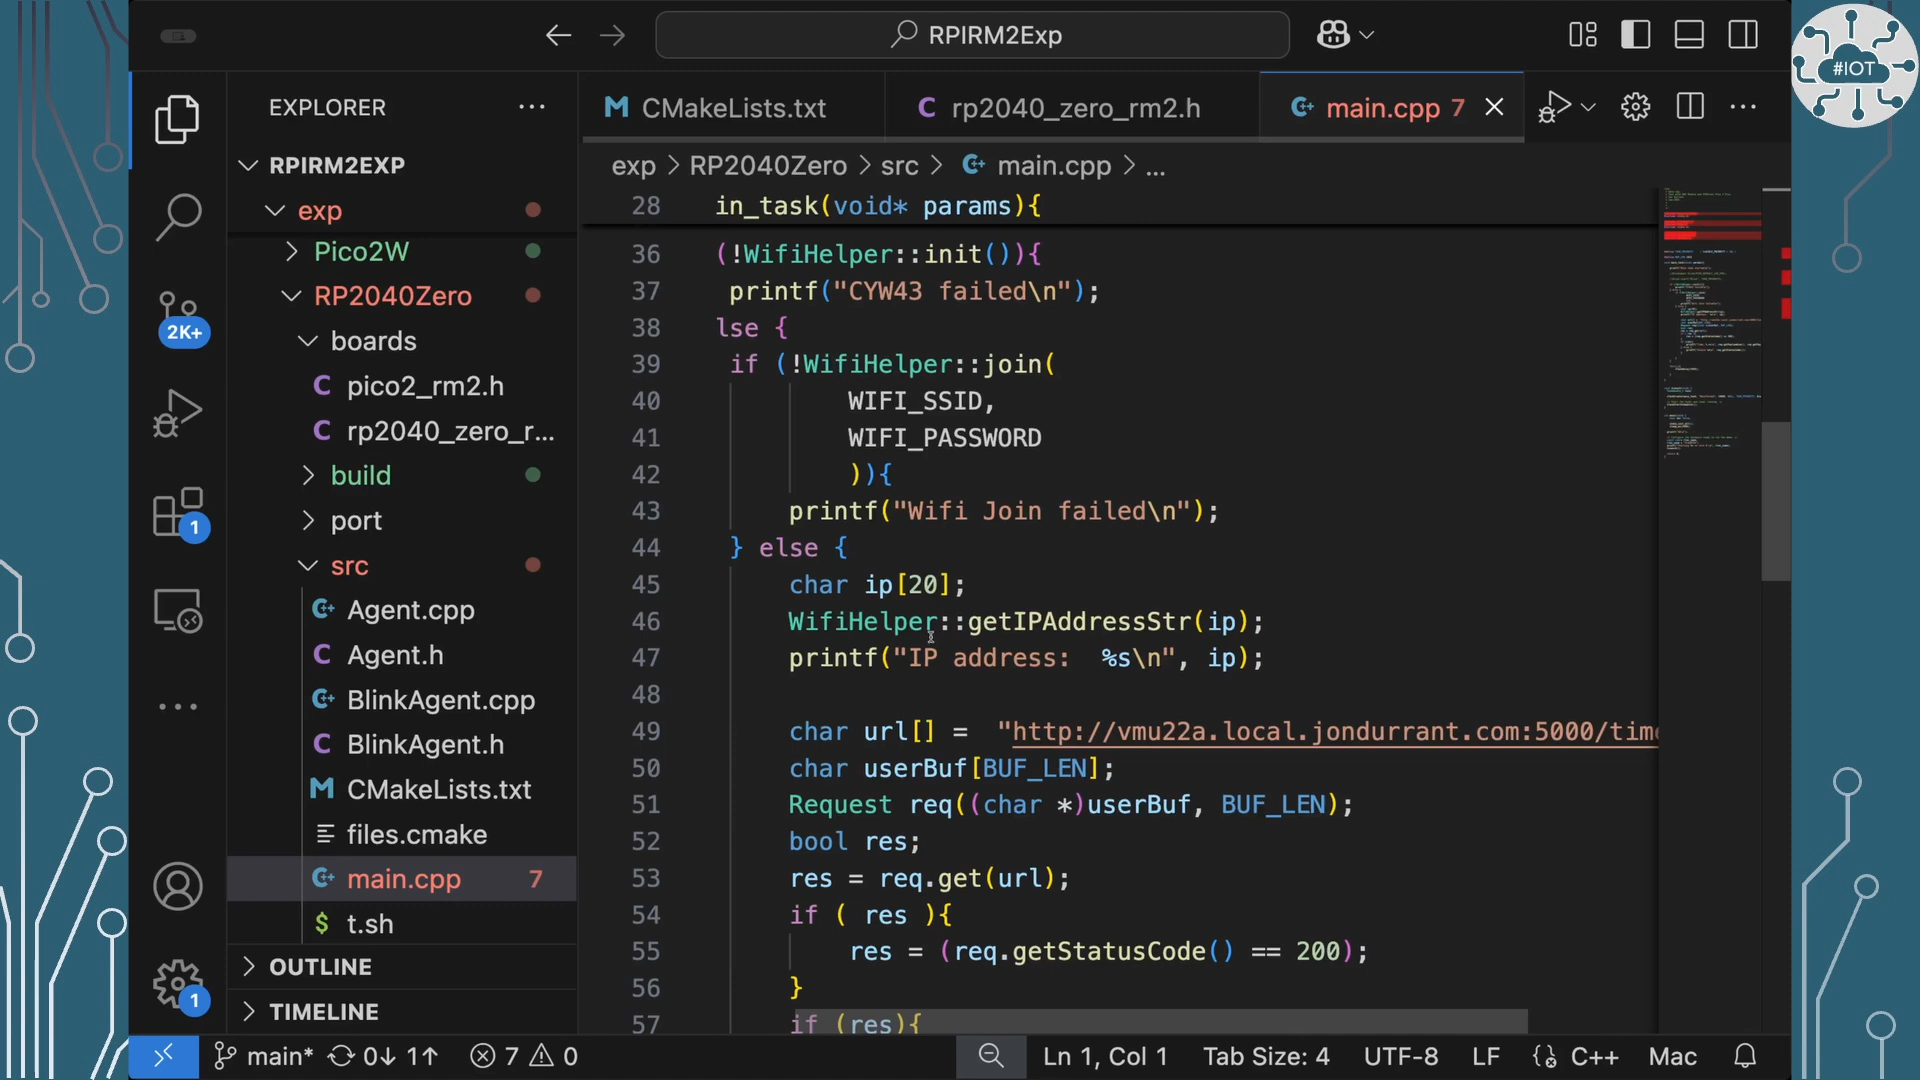 RPIRM2Exp
#IOT
EXPLORER
CMakeLists.txt
rp2040_zero_rm2.h
main.cpp 7
RPIRM2EXP
exp
Pico2W
RP2040Zero
boards
pico2_rm2.h
rp2040_zero_r...
build
port
src
Agent.cpp
Agent.h
BlinkAgent.cpp
BlinkAgent.h
CMakeLists.txt
files.cmake
main.cpp 7
t.sh
OUTLINE
TIMELINE
2K+
1
1
exp > RP2040Zero > src > main.cpp > ...
28 in_task(void* params){
36 (!WifiHelper::init()){
37 printf("CYW43 failed\n");
38 lse {
39 if (!WifiHelper::join(
40 WIFI_SSID,
41 WIFI_PASSWORD
42 )){
43 printf("Wifi Join failed\n");
44 } else {
45 char ip[20];
46 WifiHelper::getIPAddressStr(ip);
47 printf("IP address:  %s\n", ip);
48
49 char url[] =  "http://vmu22a.local.jondurrant.com:5000/time
50 char userBuf[BUF_LEN];
51 Request req((char *)userBuf, BUF_LEN);
52 bool res;
53 res = req.get(url);
54 if ( res ){
55 res = (req.getStatusCode() == 200);
56 }
57 if (res){
main* 0↓ 1↑ 7 0 Ln 1, Col 1 Tab Size: 4 UTF-8 LF C++ Mac